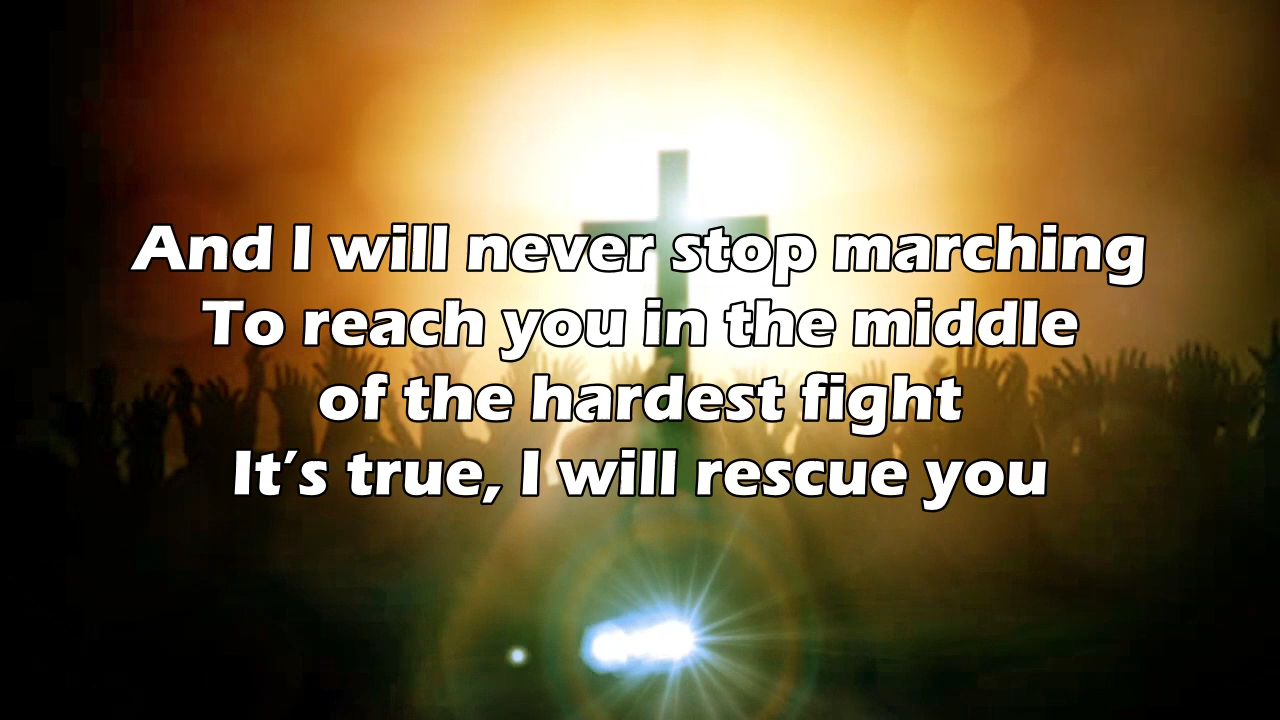 And I will never stop marching
To reach you in the middle
of the hardest fight
It’s true, I will rescue you